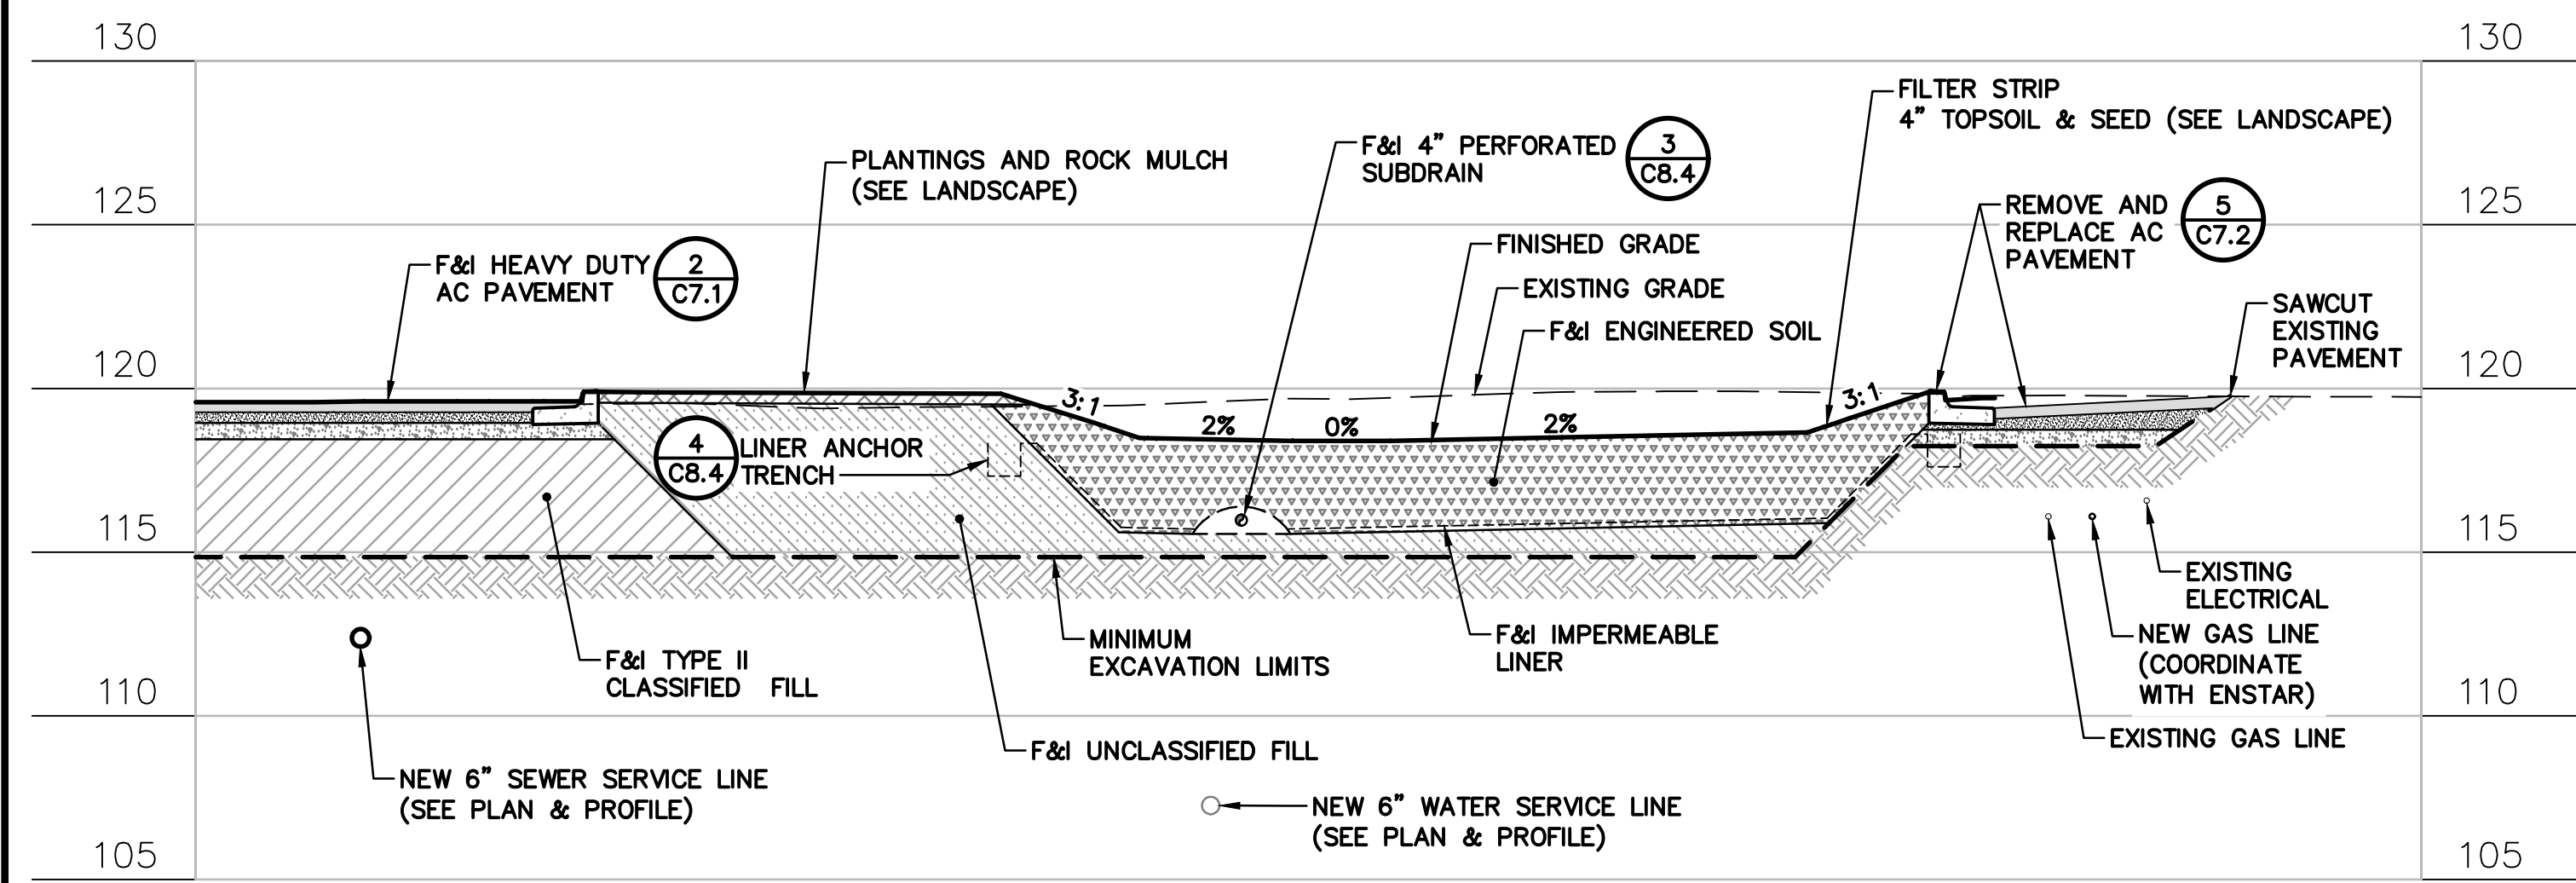 130
130
FILTER STRIP
4" TOPSOIL & SEED (SEE LANDSCAPE)
F&I 4" PERFORATED
SUBDRAIN
3
C8.4
PLANTINGS AND ROCK MULCH
(SEE LANDSCAPE)
125
125
REMOVE AND
REPLACE AC
PAVEMENT
5
C7.2
FINISHED GRADE
F&I HEAVY DUTY
AC PAVEMENT
2
C7.1
EXISTING GRADE
SAWCUT
EXISTING
PAVEMENT
F&I ENGINEERED SOIL
120
120
3:1
3:1
2%
0%
2%
4
C8.4
LINER ANCHOR
TRENCH
115
115
EXISTING
ELECTRICAL
NEW GAS LINE
(COORDINATE
WITH ENSTAR)
EXISTING GAS LINE
F&I IMPERMEABLE
LINER
MINIMUM
EXCAVATION LIMITS
F&I TYPE II
CLASSIFIED FILL
110
110
F&I UNCLASSIFIED FILL
NEW 6" SEWER SERVICE LINE
(SEE PLAN & PROFILE)
NEW 6" WATER SERVICE LINE
(SEE PLAN & PROFILE)
105
105